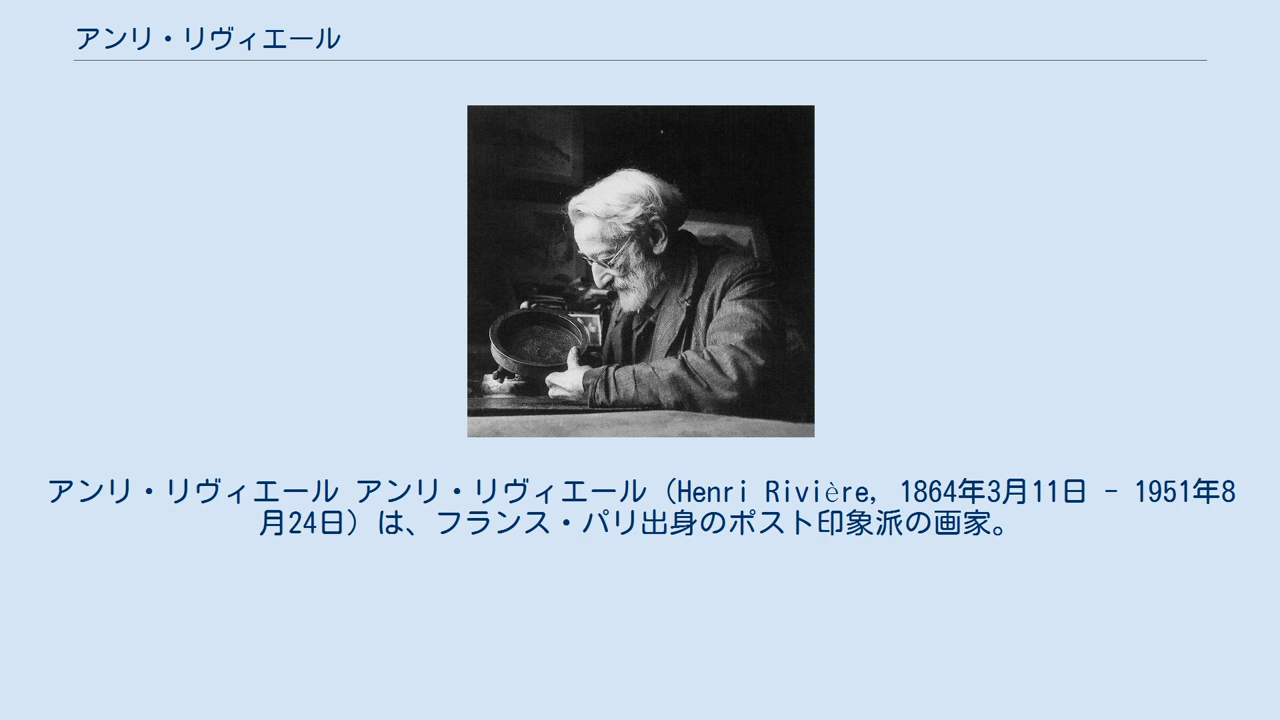 アンリ・リヴィエール
アンリ・リヴィエール アンリ・リヴィエール（Henri Rivière, 1864年3月11日 - 1951年8
月24日）は、フランス・パリ出身のポスト印象派の画家。